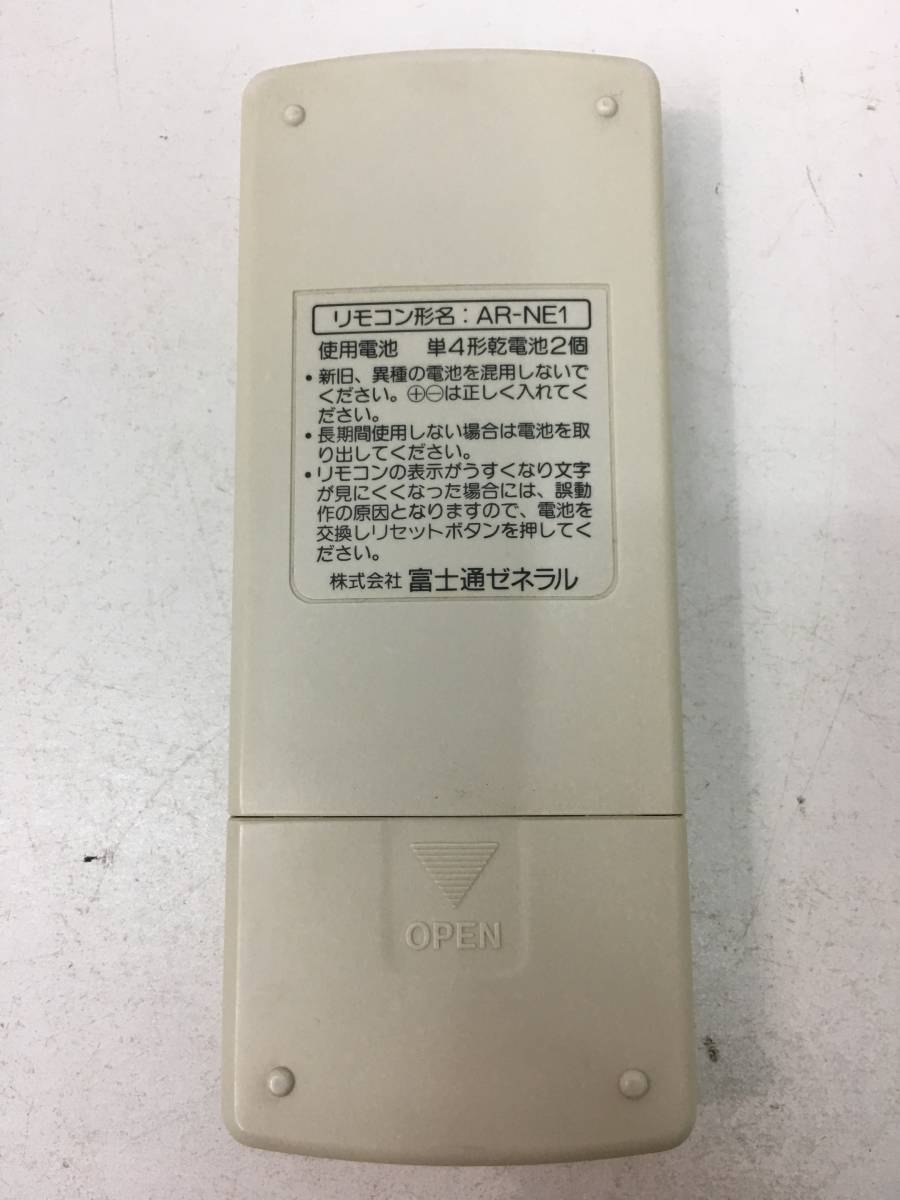 リモコン形名：AR-NE1
使用電池　単4形乾電池2個
・新旧、異種の電池を混用しないで
ください。⊕⊖は正しく入れてく
ださい。
・長期間使用しない場合は電池を取
り出してください。
・リモコンの表示がうすくなり文字
が見にくくなった場合には、誤動
作の原因となりますので、電池を
交換しリセットボタンを押してく
ださい。
株式会社 富士通ゼネラル
OPEN